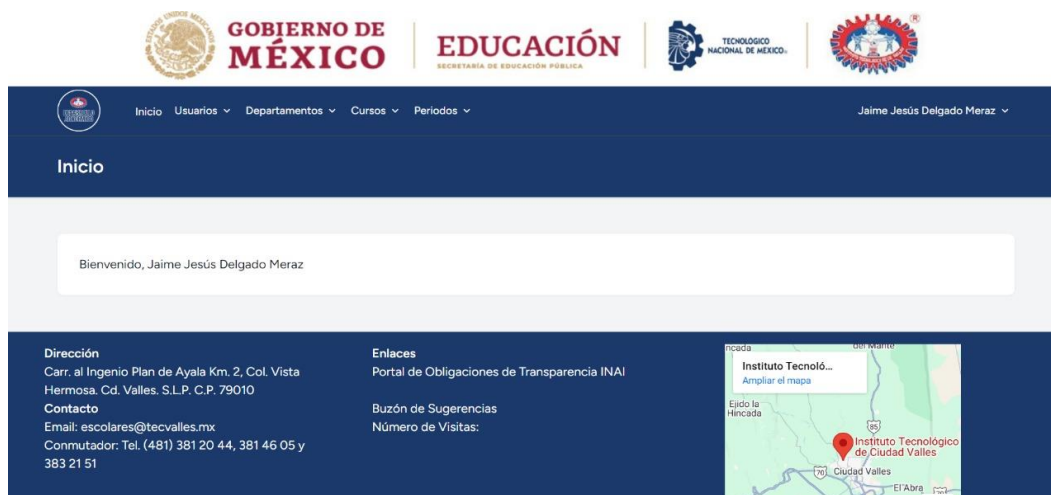 GOBIERNO DE
MÉXICO
EDUCACIÓN
SECRETARÍA DE EDUCACIÓN PÚBLICA
TECNOLÓGICO
NACIONAL DE MÉXICO®
®
Inicio Usuarios Departamentos Cursos Periodos Jaime Jesús Delgado Meraz
Inicio
Bienvenido, Jaime Jesús Delgado Meraz
Dirección
Carr. al Ingenio Plan de Ayala Km. 2, Col. Vista
Hermosa. Cd. Valles. S.L.P. C.P. 79010
Contacto
Email: escolares@tecvalles.mx
Conmutador: Tel. (481) 381 20 44, 381 46 05 y
383 21 51
Enlaces
Portal de Obligaciones de Transparencia INAI
Buzón de Sugerencias
Número de Visitas:
Instituto Tecnoló...
Ampliar el mapa
Ejido la
Hincada
85
Instituto Tecnológico
de Ciudad Valles
70
Ciudad Valles
El Abra
70